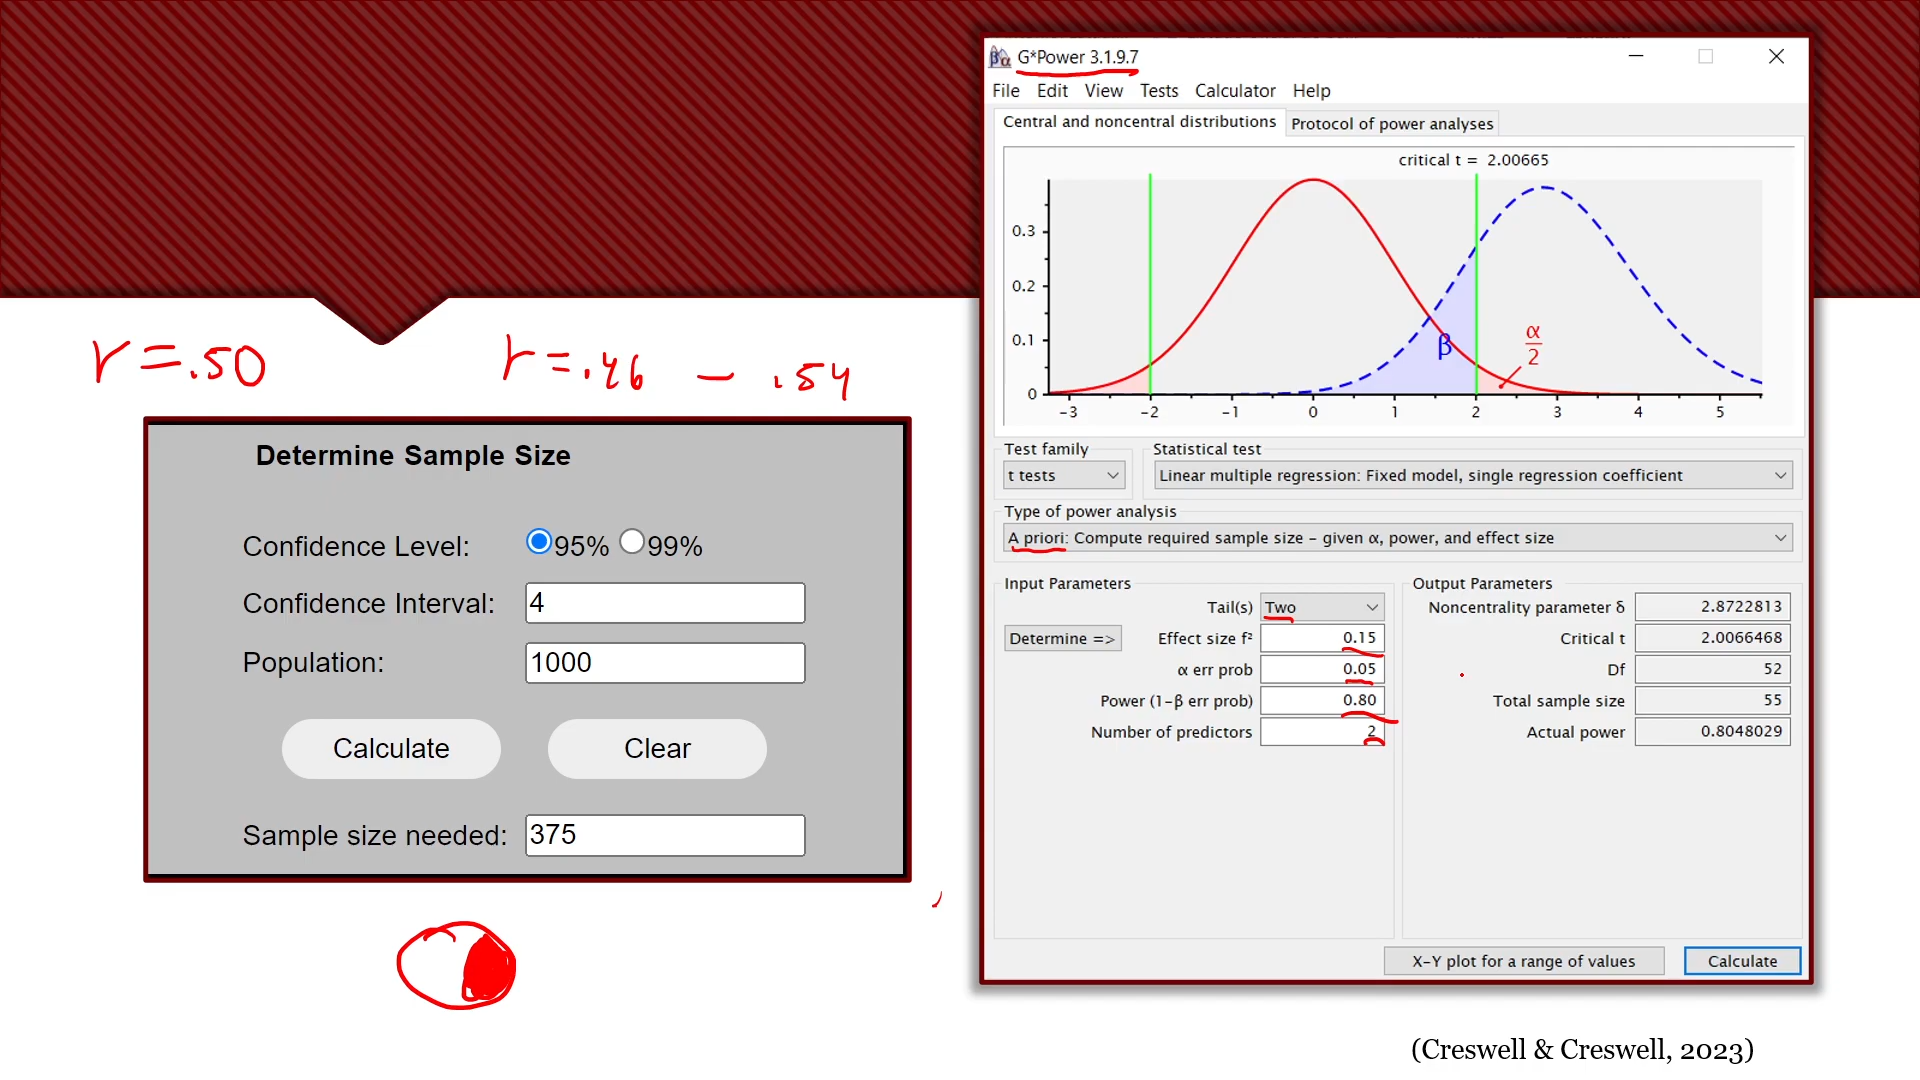 r = .50
r = .46 - .54
Determine Sample Size
Confidence Level: 95% 99%
Confidence Interval: 4
Population: 1000
Calculate Clear
Sample size needed: 375
G*Power 3.1.9.7
File Edit View Tests Calculator Help
Central and noncentral distributions Protocol of power analyses
critical t = 2.00665
0.3
0.2
0.1
0
β
α
2
-3 -2 -1 0 1 2 3 4 5
Test family Statistical test
t tests Linear multiple regression: Fixed model, single regression coefficient
Type of power analysis
A priori: Compute required sample size – given α, power, and effect size
Input Parameters
Tail(s) Two
Determine => Effect size f² 0.15
α err prob 0.05
Power (1-β err prob) 0.80
Number of predictors 2
Output Parameters
Noncentrality parameter δ 2.8722813
Critical t 2.0066468
Df 52
Total sample size 55
Actual power 0.8048029
X-Y plot for a range of values Calculate
(Creswell & Creswell, 2023)